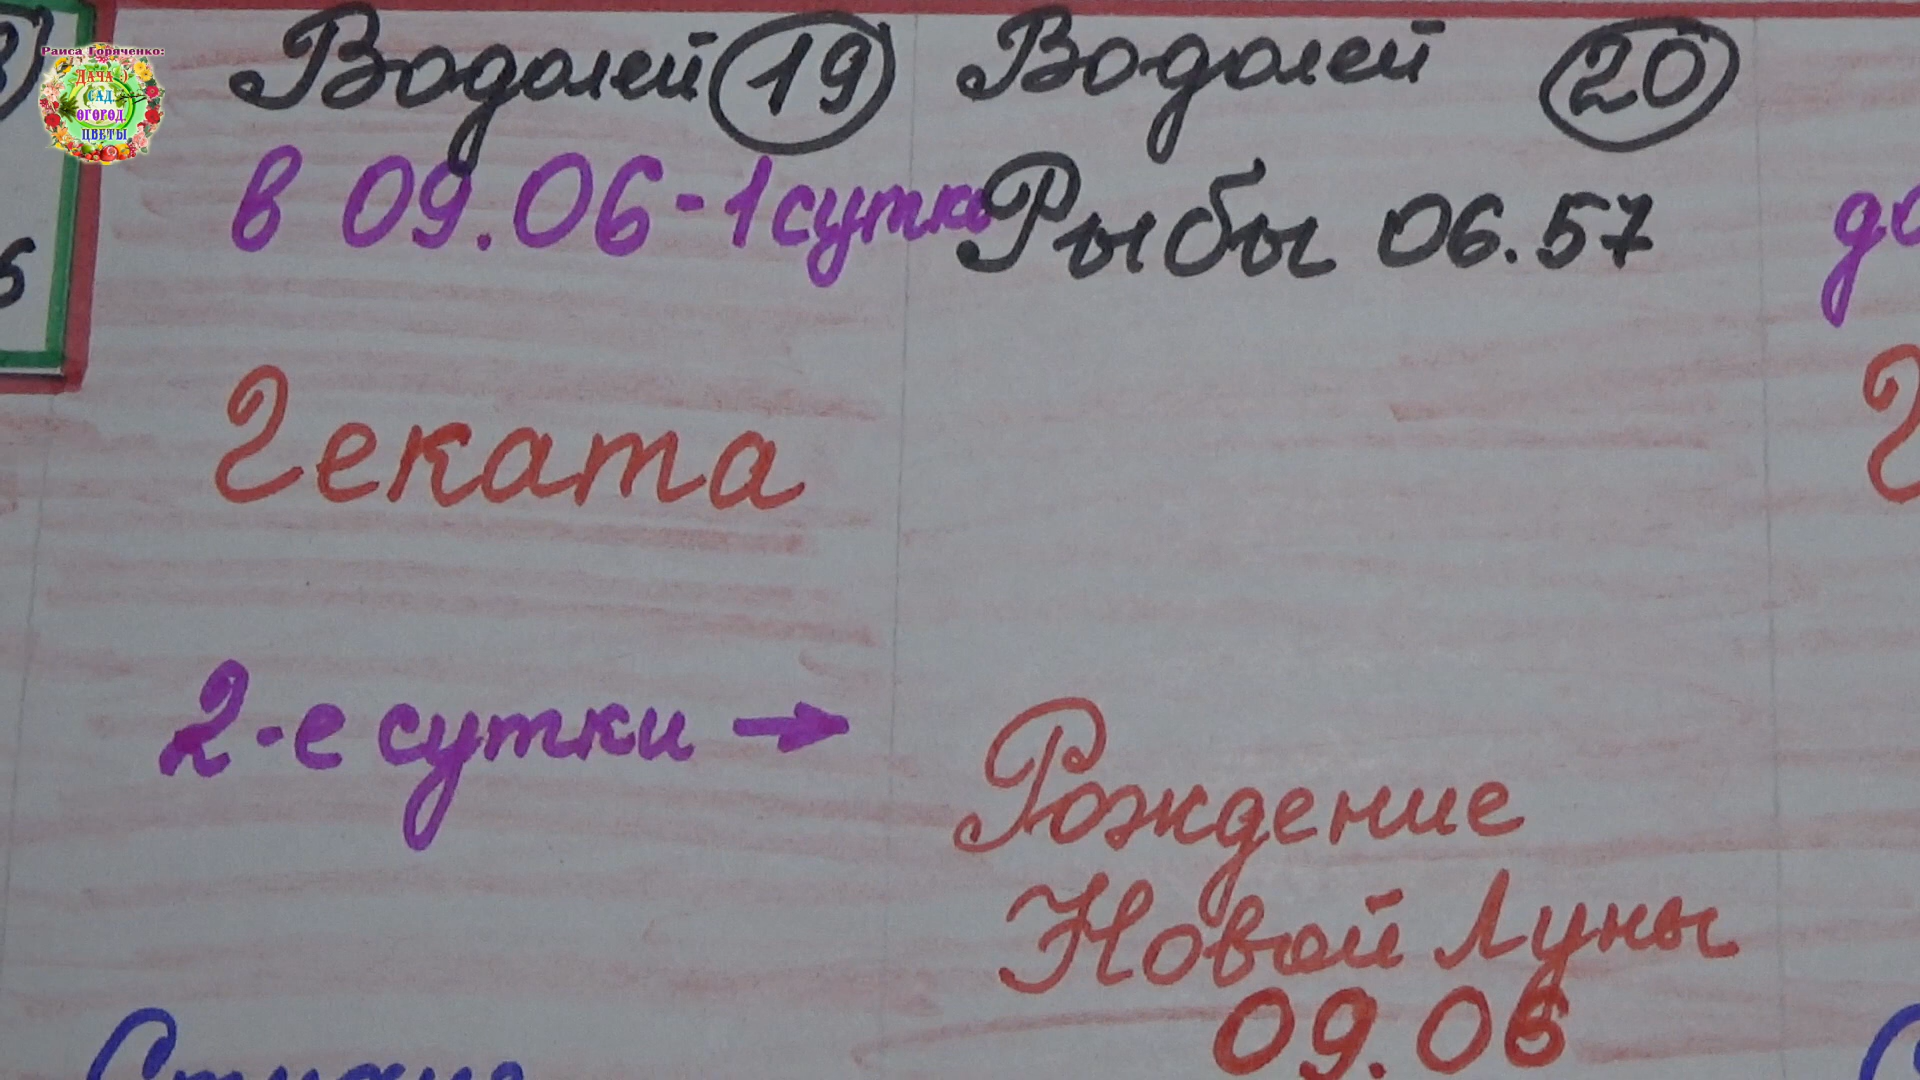 Раиса Горяченко:
ДАЧА
САД,
ОГОРОД,
ЦВЕТЫ
Водолей 19
в 09.06-1 сутки
Геката
2-е сутки →
Водолей 20
Рыбы 06.57
Рождение
Новой Луны
09.06